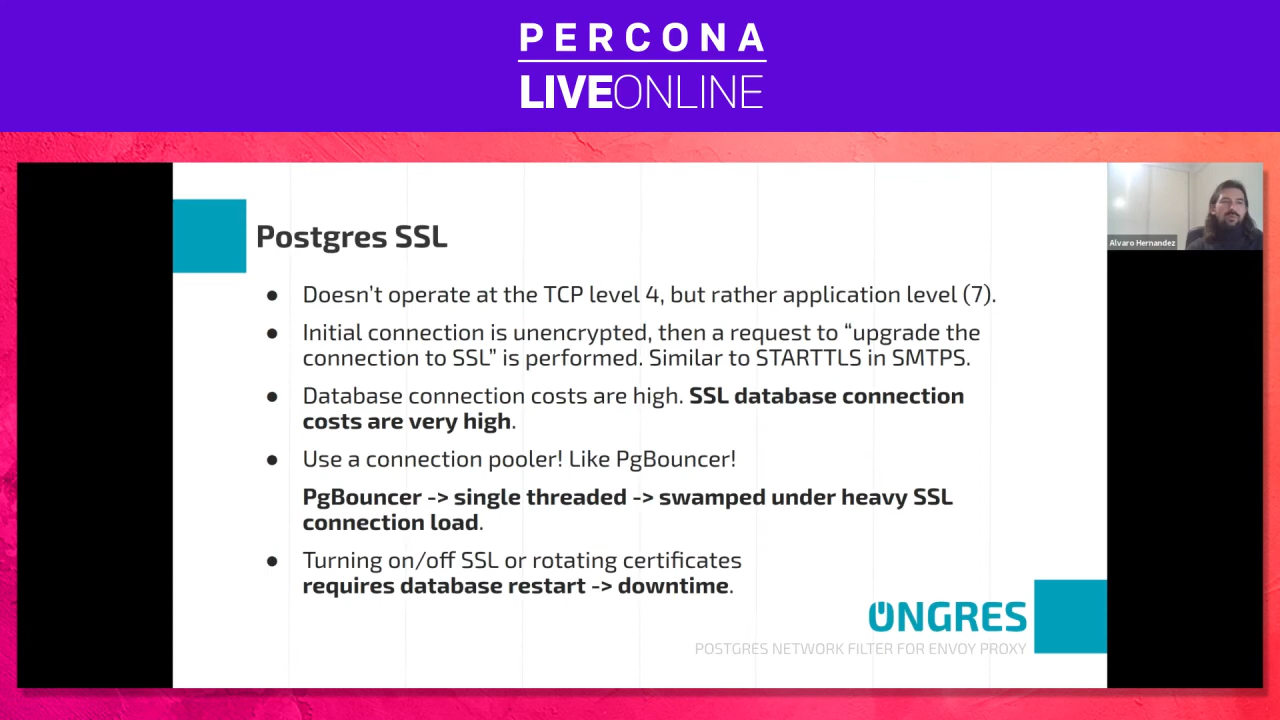 PERCONA
LIVEONLINE
Alvaro Hernandez
Postgres SSL
● Doesn’t operate at the TCP level 4, but rather application level (7).
● Initial connection is unencrypted, then a request to “upgrade the
connection to SSL” is performed. Similar to STARTTLS in SMTPS.
● Database connection costs are high. SSL database connection
costs are very high.
● Use a connection pooler! Like PgBouncer!
PgBouncer -> single threaded -> swamped under heavy SSL
connection load.
● Turning on/off SSL or rotating certificates
requires database restart -> downtime.
ONGRES
POSTGRES NETWORK FILTER FOR ENVOY PROXY